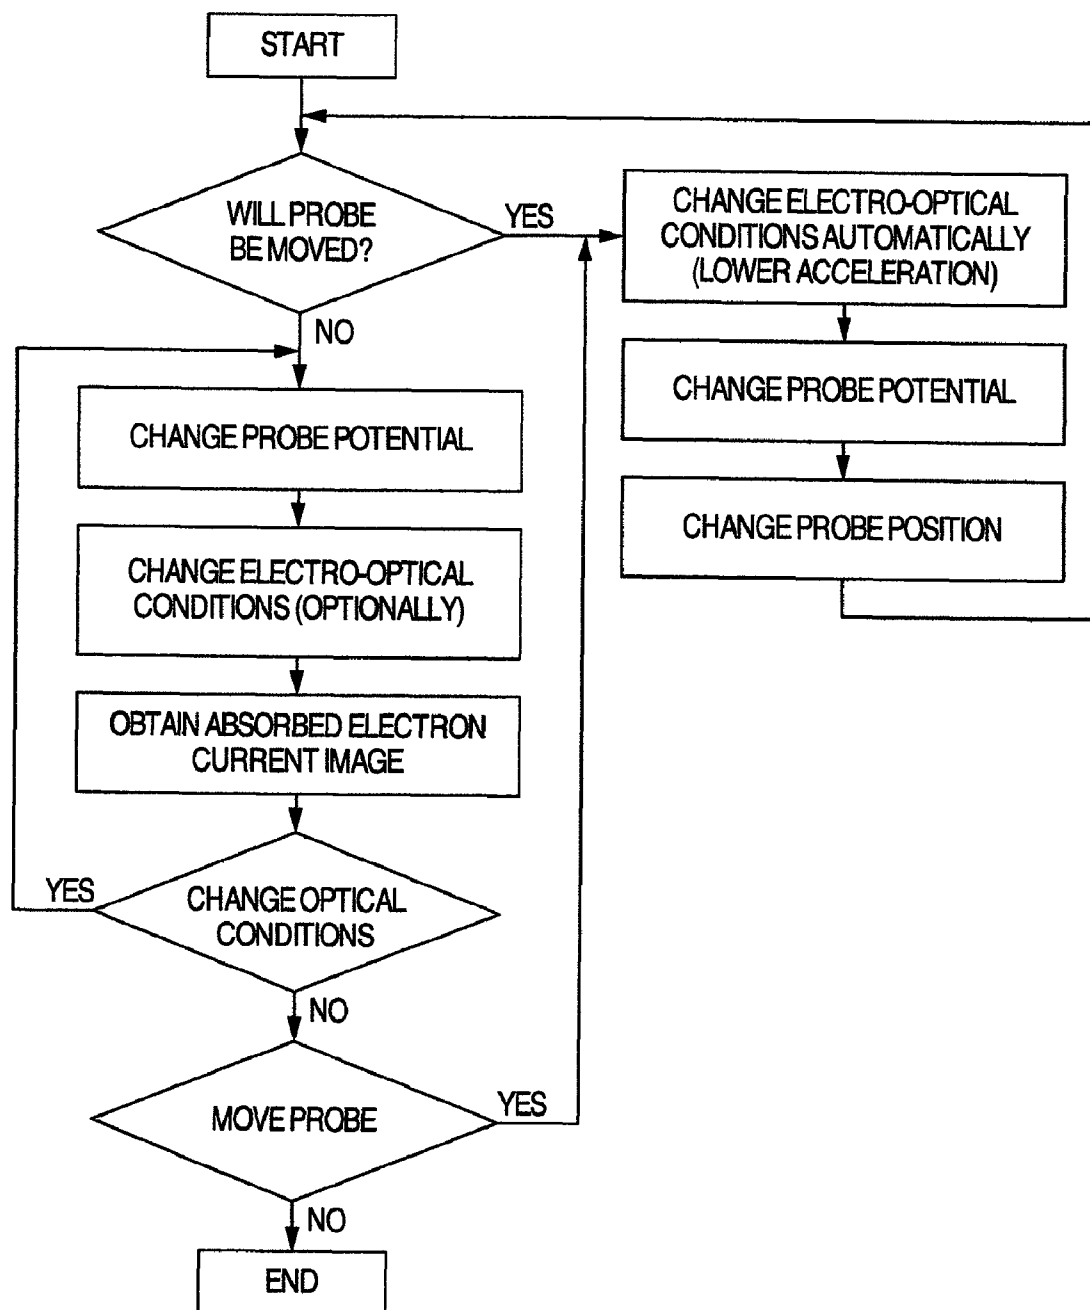 START
WILL PROBE
BE MOVED?
YES
NO
CHANGE ELECTRO-OPTICAL
CONDITIONS AUTOMATICALLY
(LOWER ACCELERATION)
CHANGE PROBE POTENTIAL
CHANGE PROBE POSITION
CHANGE PROBE POTENTIAL
CHANGE ELECTRO-OPTICAL
CONDITIONS (OPTIONALLY)
OBTAIN ABSORBED ELECTRON
CURRENT IMAGE
YES
CHANGE OPTICAL
CONDITIONS
NO
MOVE PROBE
YES
NO
END